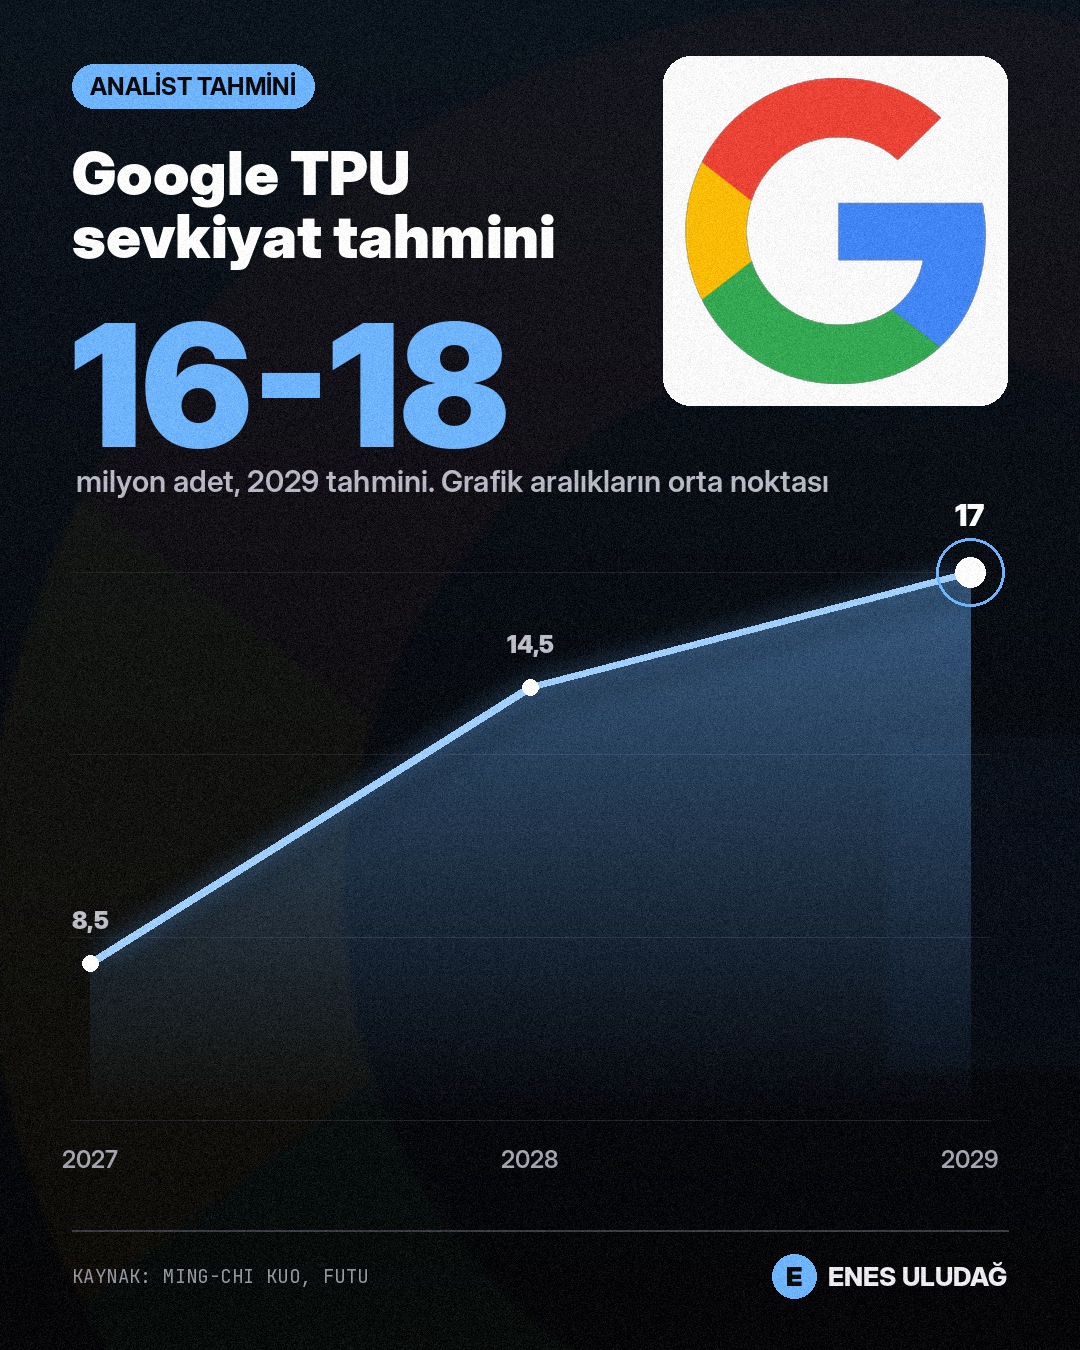 ANALİST TAHMİNİ
Google TPU
sevkiyat tahmini
16-18
milyon adet, 2029 tahmini. Grafik aralıkların orta noktası
17
14,5
8,5
2027
2028
2029
KAYNAK: MING-CHI KUO, FUTU
E ENES ULUDAĞ